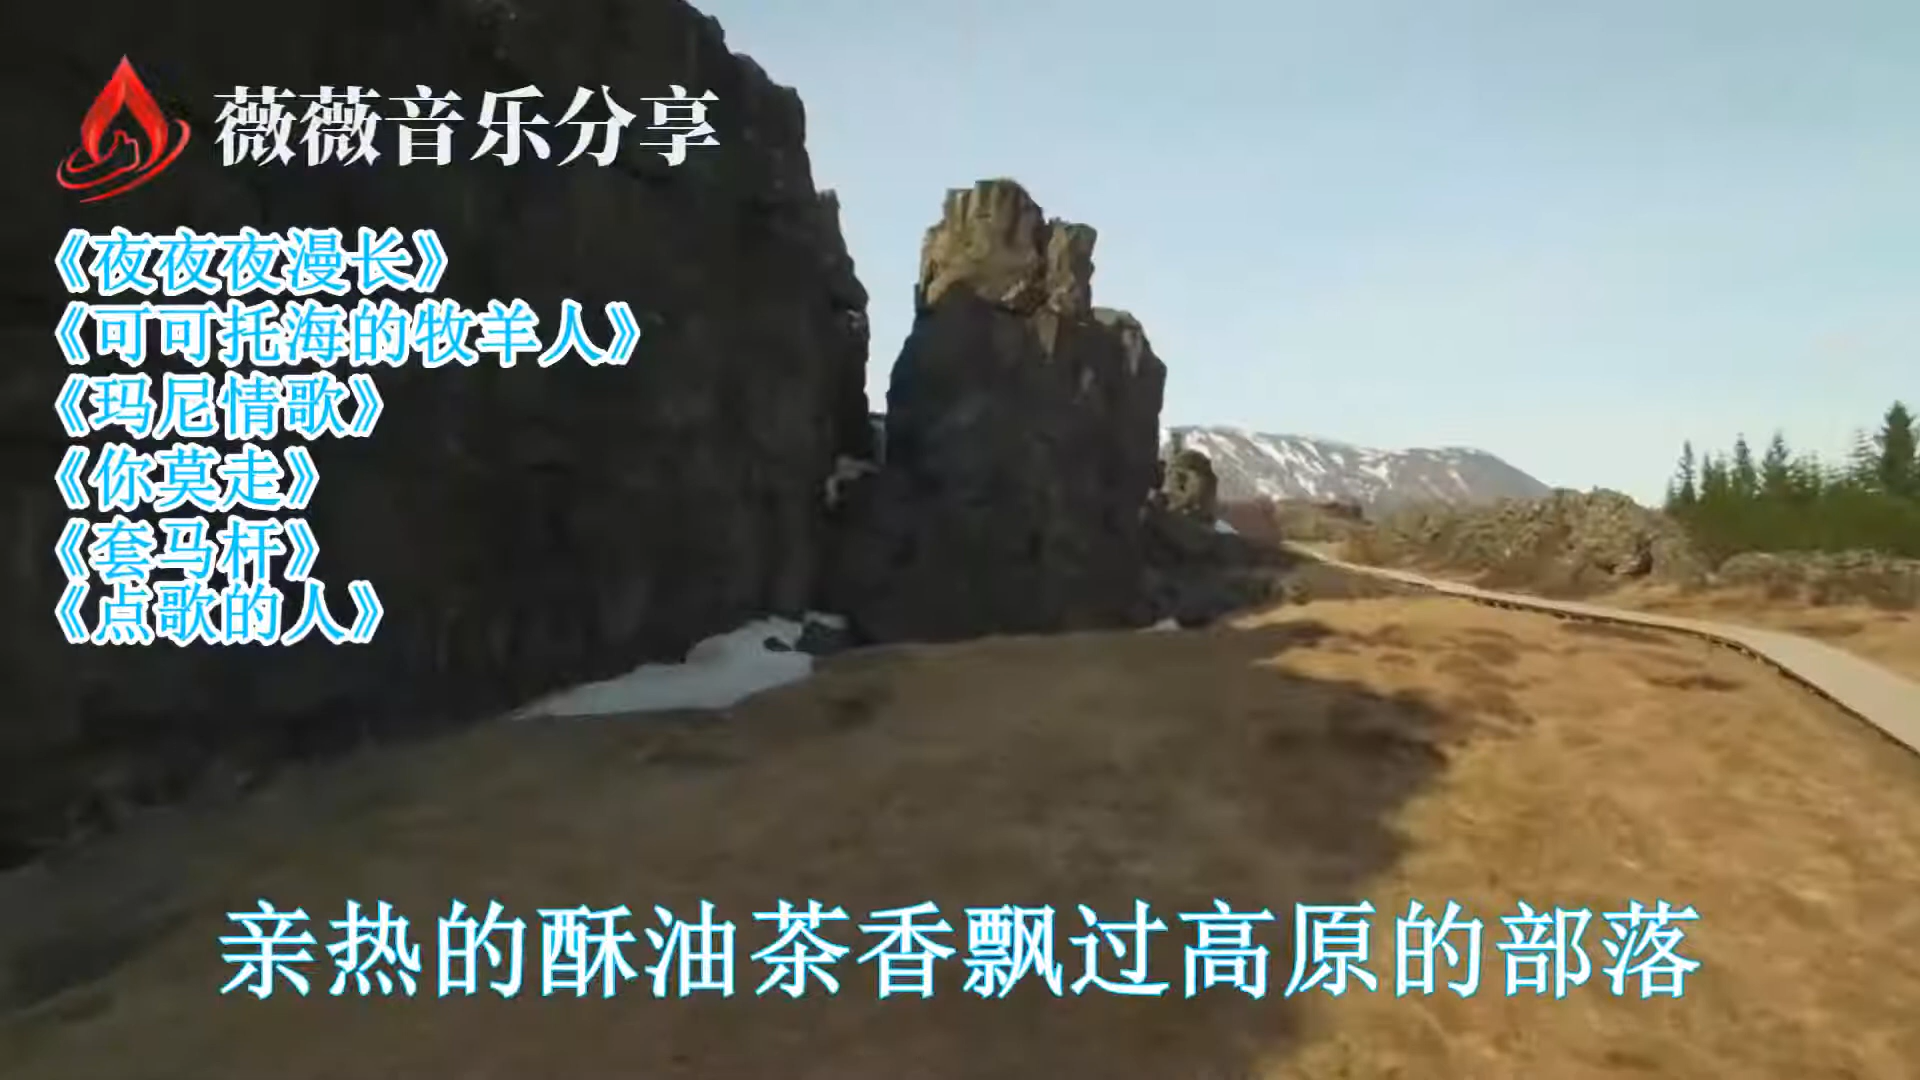 薇薇音乐分享
《夜夜夜漫长》
《可可托海的牧羊人》
《玛尼情歌》
《你莫走》
《套马杆》
《点歌的人》
亲热的酥油茶香飘过高原的部落